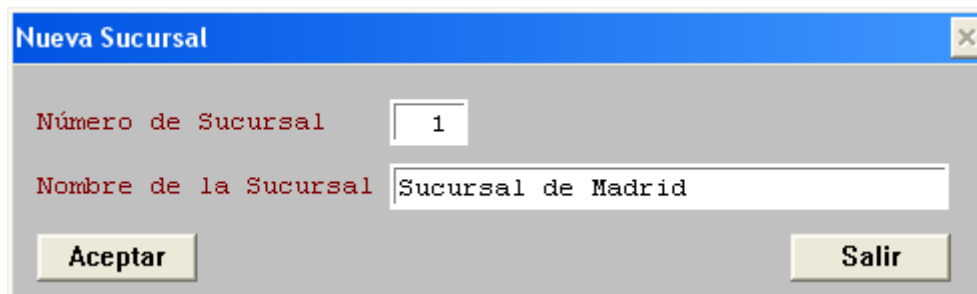 Nueva Sucursal
Número de Sucursal 1
Nombre de la Sucursal Sucursal de Madrid
Aceptar Salir